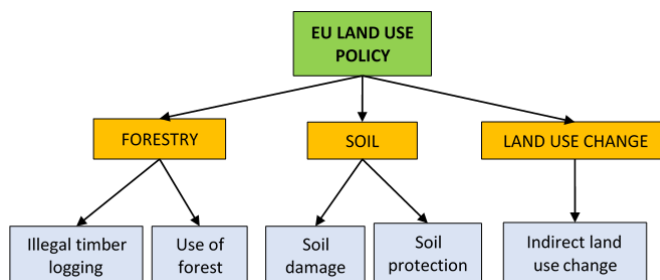 EU LAND USE
POLICY
FORESTRY
SOIL
LAND USE CHANGE
Illegal timber
logging
Use of
forest
Soil
damage
Soil
protection
Indirect land
use change